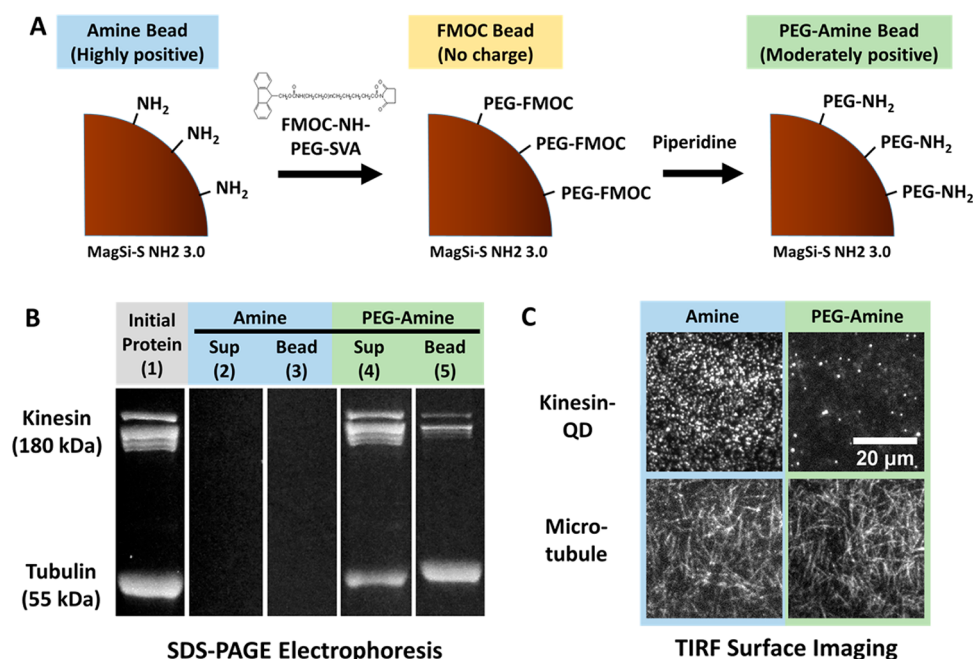 A
Amine Bead
(Highly positive)
FMOC Bead
(No charge)
PEG-Amine Bead
(Moderately positive)
NH2
NH2
NH2
FMOC-NH-
PEG-SVA
PEG-FMOC
PEG-FMOC
PEG-FMOC
Piperidine
PEG-NH2
PEG-NH2
PEG-NH2
MagSi-S NH2 3.0
MagSi-S NH2 3.0
MagSi-S NH2 3.0
B
Initial
Protein
(1)
Amine
Sup
(2)
Bead
(3)
PEG-Amine
Sup
(4)
Bead
(5)
Kinesin
(180 kDa)
Tubulin
(55 kDa)
SDS-PAGE Electrophoresis
C
Amine
PEG-Amine
Kinesin-
QD
20 µm
Micro-
tubule
TIRF Surface Imaging